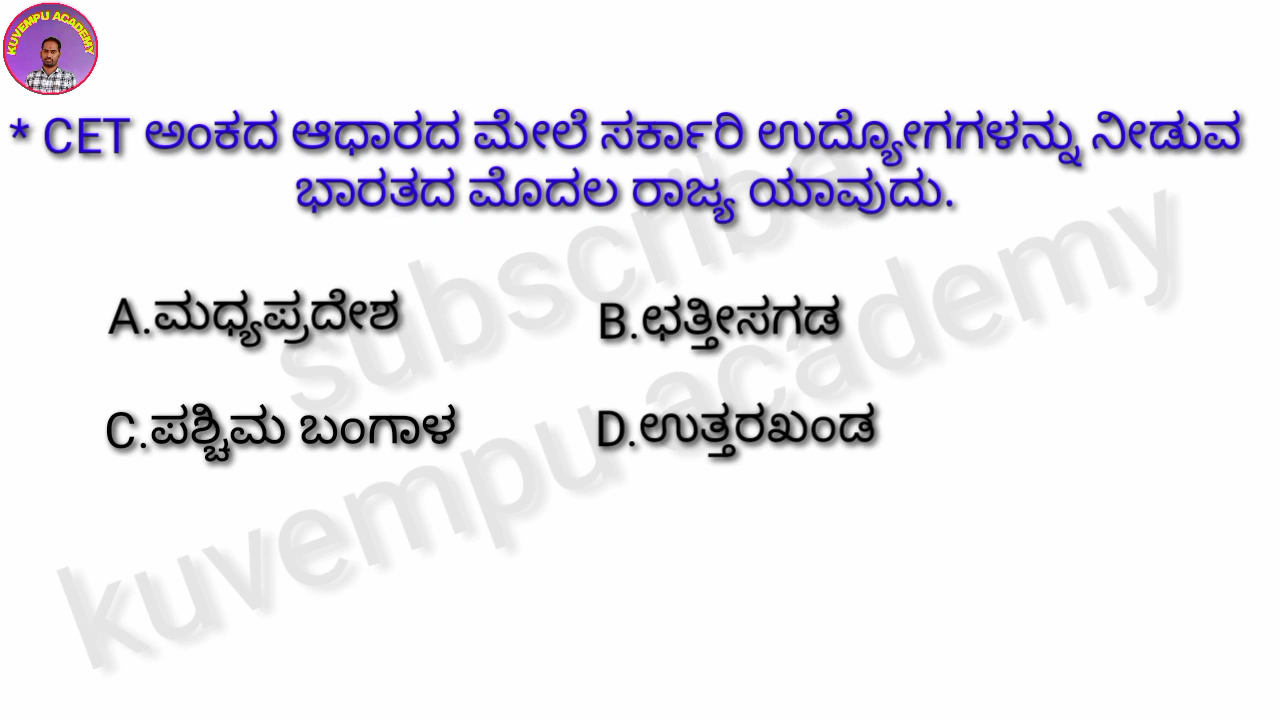 KUVEMPU ACADEMY
* CET ಅಂಕದ ಆಧಾರದ ಮೇಲೆ ಸರ್ಕಾರಿ ಉದ್ಯೋಗಗಳನ್ನು ನೀಡುವ
ಭಾರತದ ಮೊದಲ ರಾಜ್ಯ ಯಾವುದು.
A.ಮಧ್ಯಪ್ರದೇಶ
B.ಛತ್ತೀಸಗಡ
C.ಪಶ್ಚಿಮ ಬಂಗಾಳ
D.ಉತ್ತರಖಂಡ
subscribe
kuvempu academy